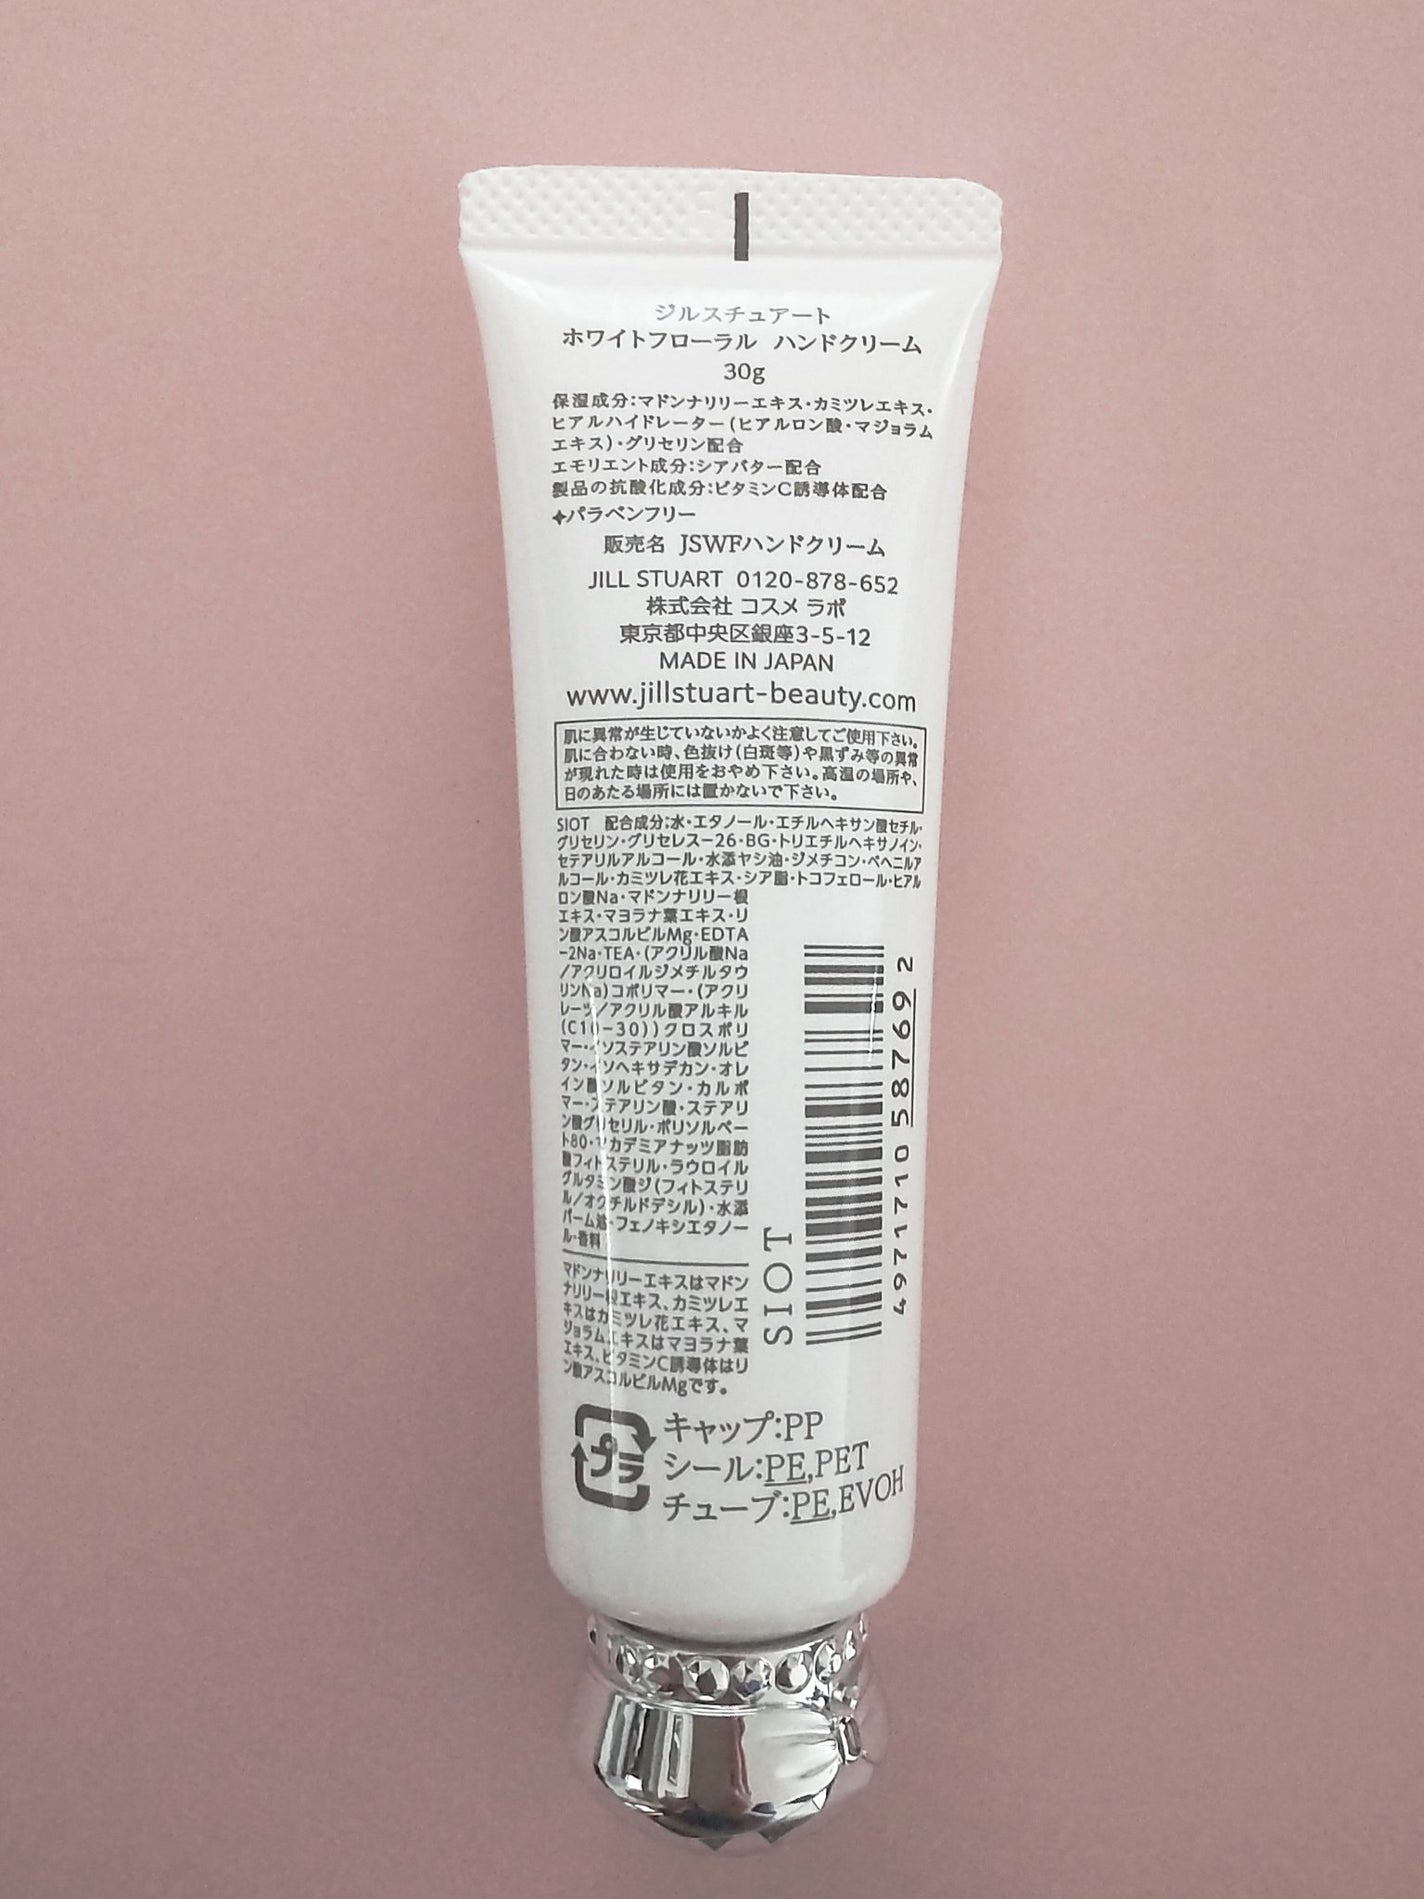 ジルスチュアート
ホワイトフローラル ハンドクリーム
30g
保湿成分:マドンナリリーエキス・カミツレエキス・
ヒアルハイドレーター(ヒアルロン酸・マジョラム
エキス)・グリセリン配合
エモリエント成分:シアバター配合
製品の抗酸化成分:ビタミンC誘導体配合
✦パラベンフリー
販売名 JSWFハンドクリーム
JILL STUART 0120-878-652
株式会社 コスメ ラボ
東京都中央区銀座3-5-12
MADE IN JAPAN
www.jillstuart-beauty.com
肌に異常が生じていないかよく注意してご使用下さい。
肌に合わない時、色抜け(白斑等)や黒ずみ等の異常
が現れた時は使用をおやめ下さい。高温の場所や、
日のあたる場所には置かないで下さい。
SIOT 配合成分:水・エタノール・エチルヘキサン酸セチル・
グリセリン・グリセレス-26・BG・トリエチルヘキサノイン・
セテアリルアルコール・水添ヤシ油・ジメチコン・ベヘニルア
ルコール・カミツレ花エキス・シア脂・トコフェロール・ヒアル
ロン酸Na・マドンナリリー根
エキス・マヨラナ葉エキス・リ
ン酸アスコルビルMg・EDTA
-2Na・TEA・(アクリル酸Na
/アクリロイルジメチルタウ
リンNa)コポリマー・(アクリ
レーツ/アクリル酸アルキル
(C10-30))クロスポリ
マー・イソステアリン酸ソルビ
タン・イソヘキサデカン・オレ
イン酸ソルビタン・カルボ
マー・ステアリン酸・ステアリ
ン酸グリセリル・ポリソルベー
ト80・マカデミアナッツ脂肪
酸フィトステリル・ラウロイル
グルタミン酸ジ(フィトステリ
ル/オクチルドデシル)・水添
パーム油・フェノキシエタノー
ル・香料
マドンナリリーエキスはマドン
ナリリー根エキス、カミツレエ
キスはカミツレ花エキス、マ
ジョラムエキスはマヨラナ葉
エキス、ビタミンC誘導体はリ
ン酸アスコルビルMgです。
SIOT
4971710 587692
プラ
キャップ:PP
シール:PE,PET
チューブ:PE,EVOH